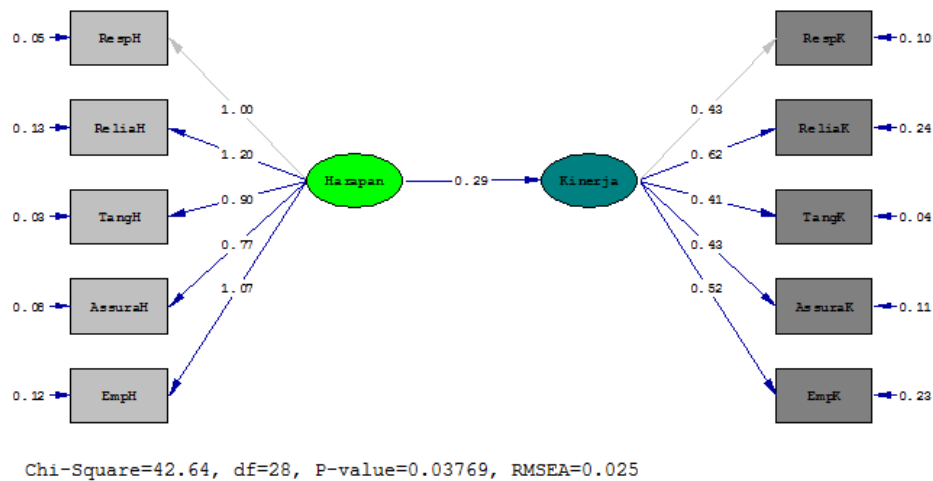 0.05 RespH 1.00 0.43 RespK 0.10
0.13 ReliaH 1.20 0.62 ReliaK 0.24
Harapan 0.29 Kinerja
0.03 TangH 0.90 0.41 TangK 0.04
0.08 AssuraH 0.77 0.43 AssuraK 0.11
1.07 0.52
0.12 EmpH EmpK 0.23
Chi-Square=42.64, df=28, P-value=0.03769, RMSEA=0.025